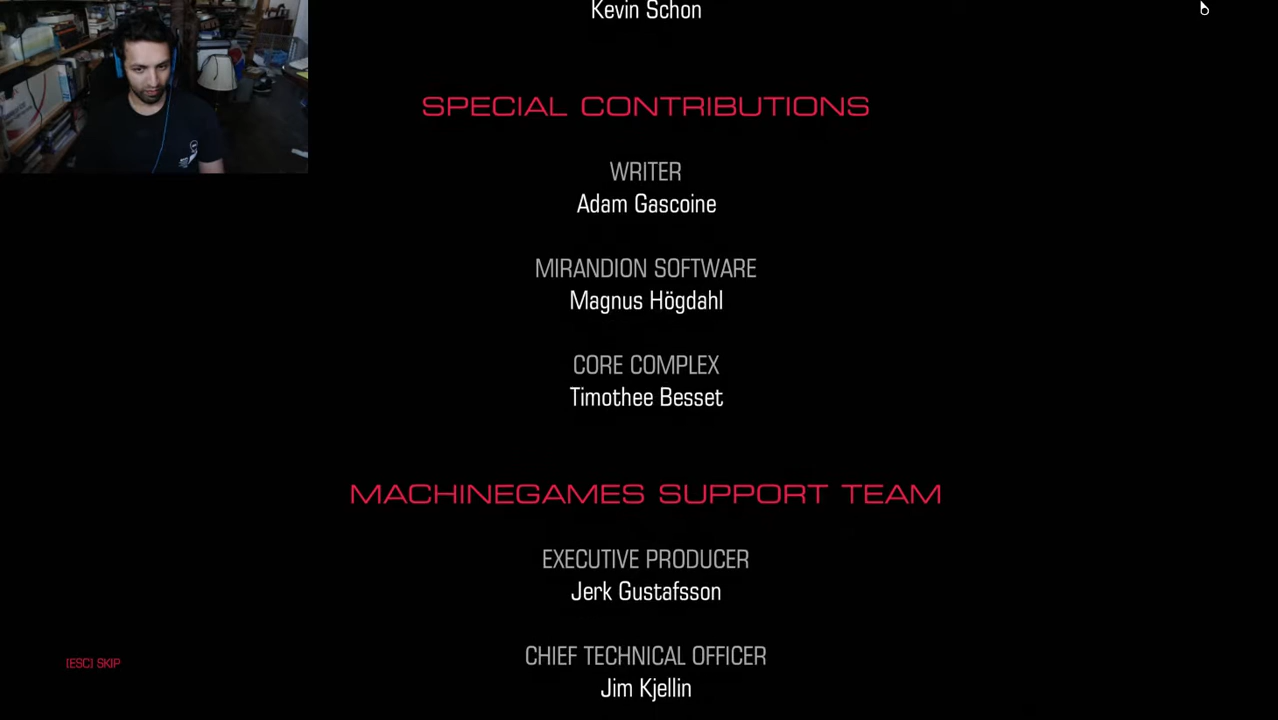 Kevin Schon
SPECIAL CONTRIBUTIONS
WRITER
Adam Gascoine
MIRANDION SOFTWARE
Magnus Högdahl
CORE COMPLEX
Timothee Besset
MACHINEGAMES SUPPORT TEAM
EXECUTIVE PRODUCER
Jerk Gustafsson
CHIEF TECHNICAL OFFICER
[ESC] SKIP
Jim Kjellin